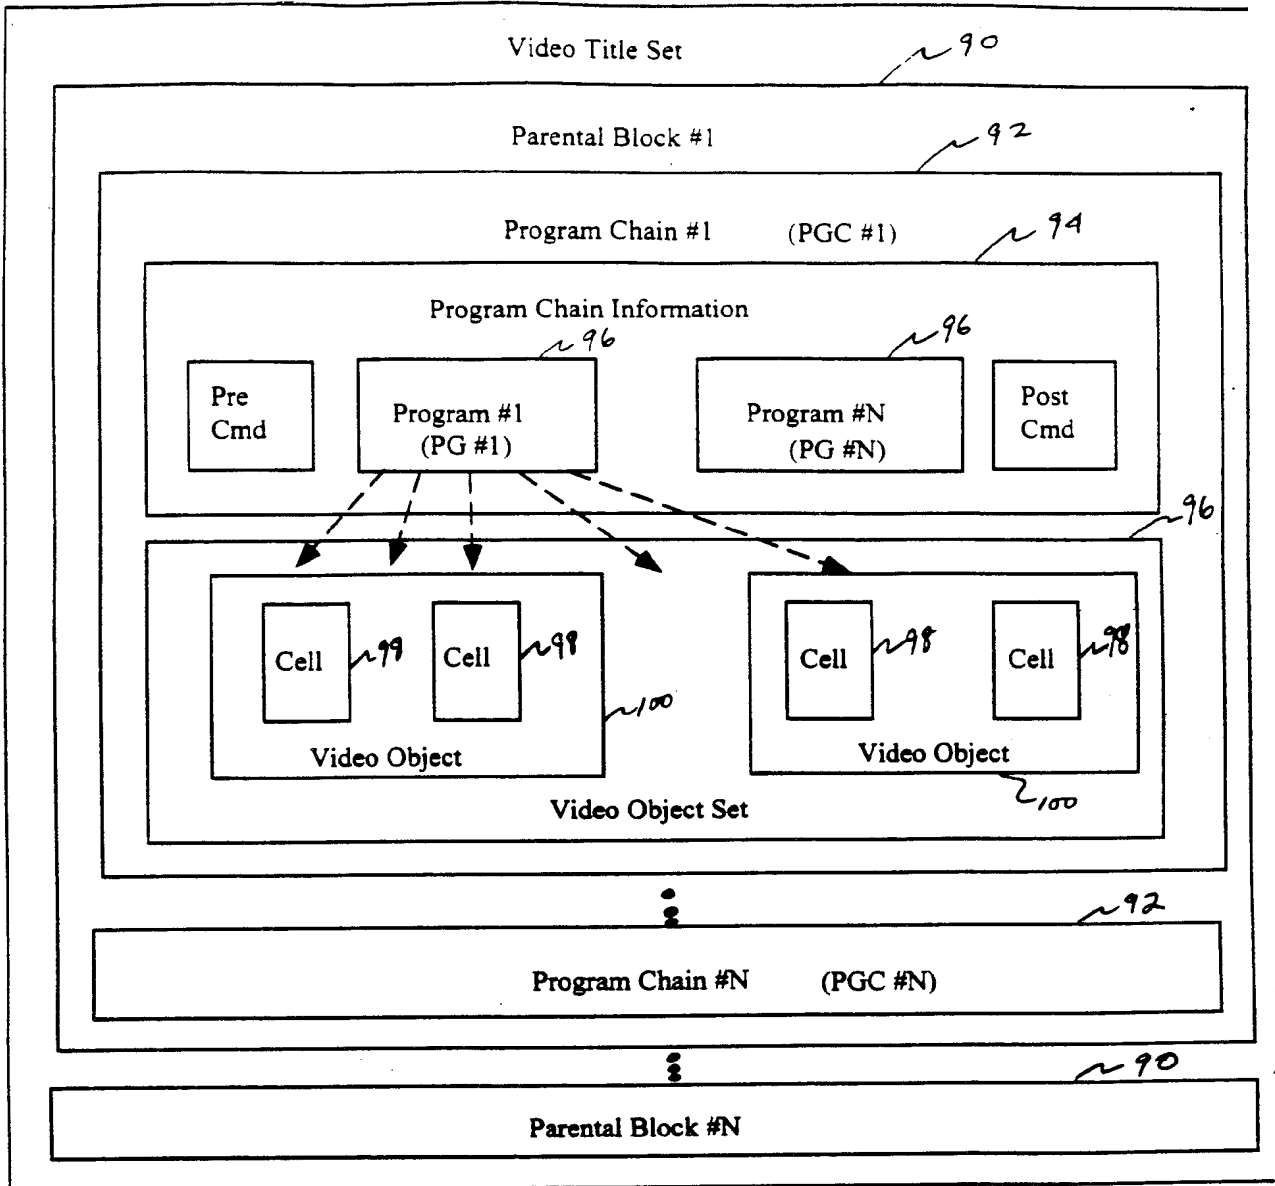 Video Title Set
90
Parental Block #1
92
Program Chain #1 (PGC #1)
94
Program Chain Information
96
96
Pre
Cmd
Program #1
(PG #1)
Program #N
(PG #N)
Post
Cmd
96
Cell
98
Cell
98
Cell
98
Cell
98
100
Video Object
Video Object
100
Video Object Set
92
Program Chain #N (PGC #N)
90
Parental Block #N